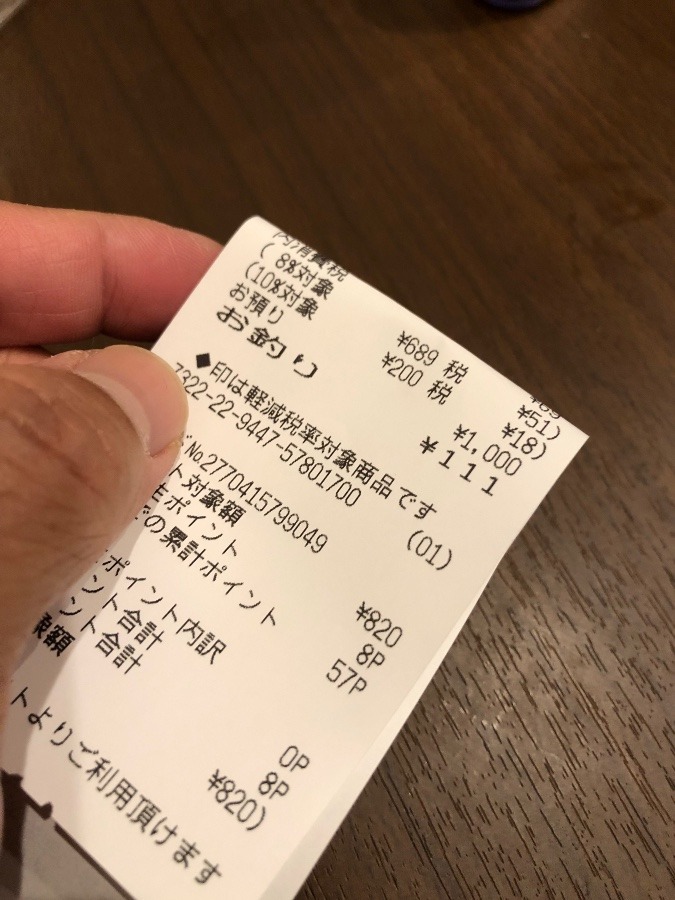 内消費税
( 8%対象 ¥689 税 ¥51)
(10%対象 ¥200 税 ¥18)
お預り ¥1,000
お釣り ¥111
◆印は軽減税率対象商品です
7322-22-9447-57801700 (01)
No.2770415799049
対象額 ¥820
ポイント 8P
の累計ポイント 57P
ポイント内訳
ント合計 0P
ント合計 8P
象額 ¥820)
トよりご利用頂けます